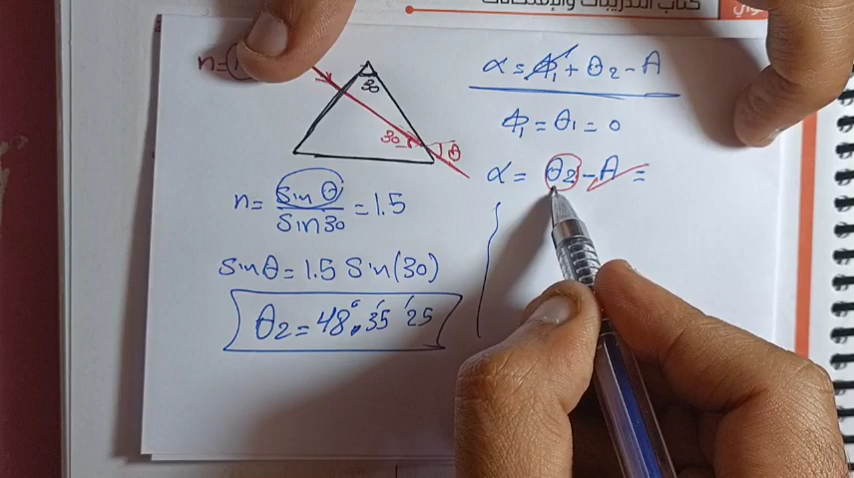 كتاب التدريبات والامتحانات
n=
30
30
θ
n= sin θ / sin 30 = 1.5
sin θ = 1.5 sin(30)
θ2 = 48° 35' 25
α = ϕ1 + θ2 - A
ϕ1 = θ1 = 0
α = θ2 - A =